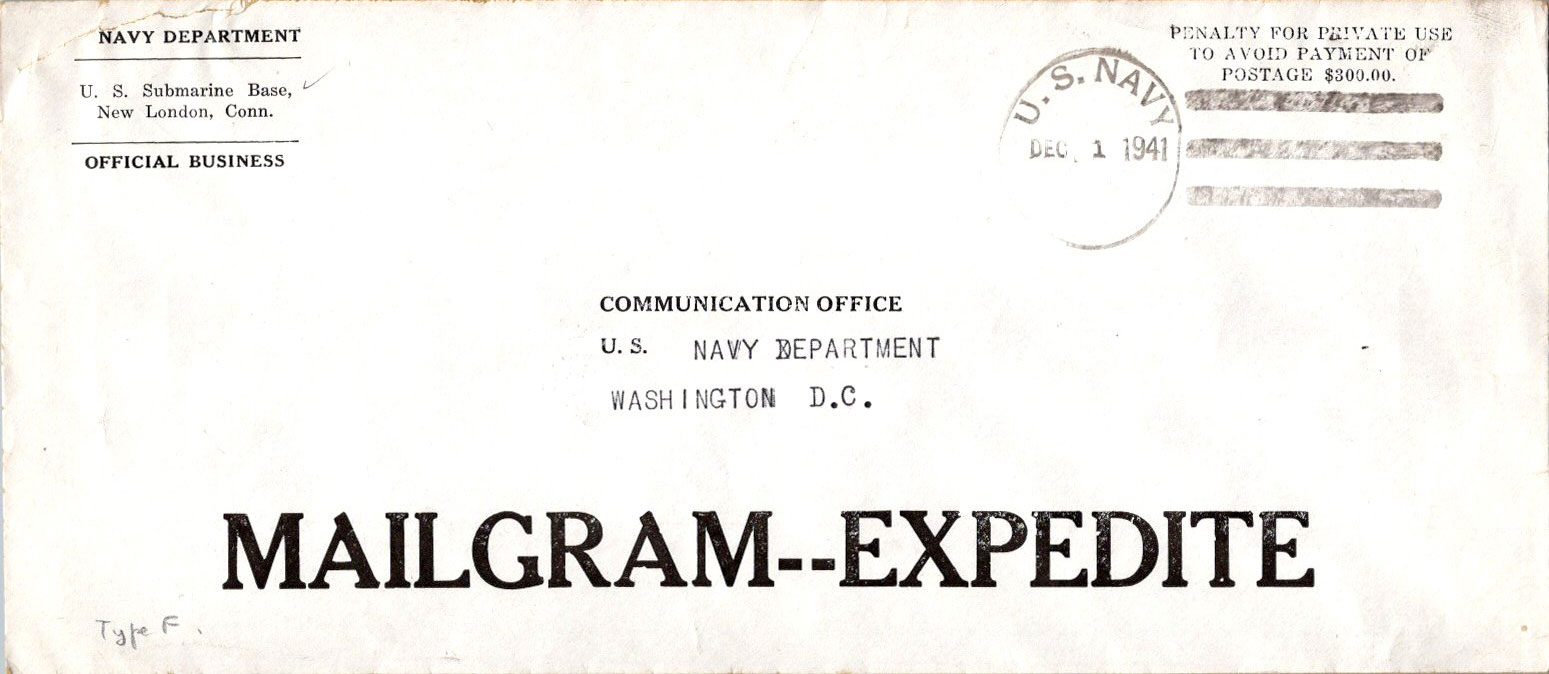 NAVY DEPARTMENT
U. S. Submarine Base,
New London, Conn.
OFFICIAL BUSINESS
U. S. NAVY
DEC 1 1941
PENALTY FOR PRIVATE USE
TO AVOID PAYMENT OF
POSTAGE $300.00.
COMMUNICATION OFFICE
U. S. NAVY DEPARTMENT
WASHINGTON D.C.
MAILGRAM--EXPEDITE
Type F.